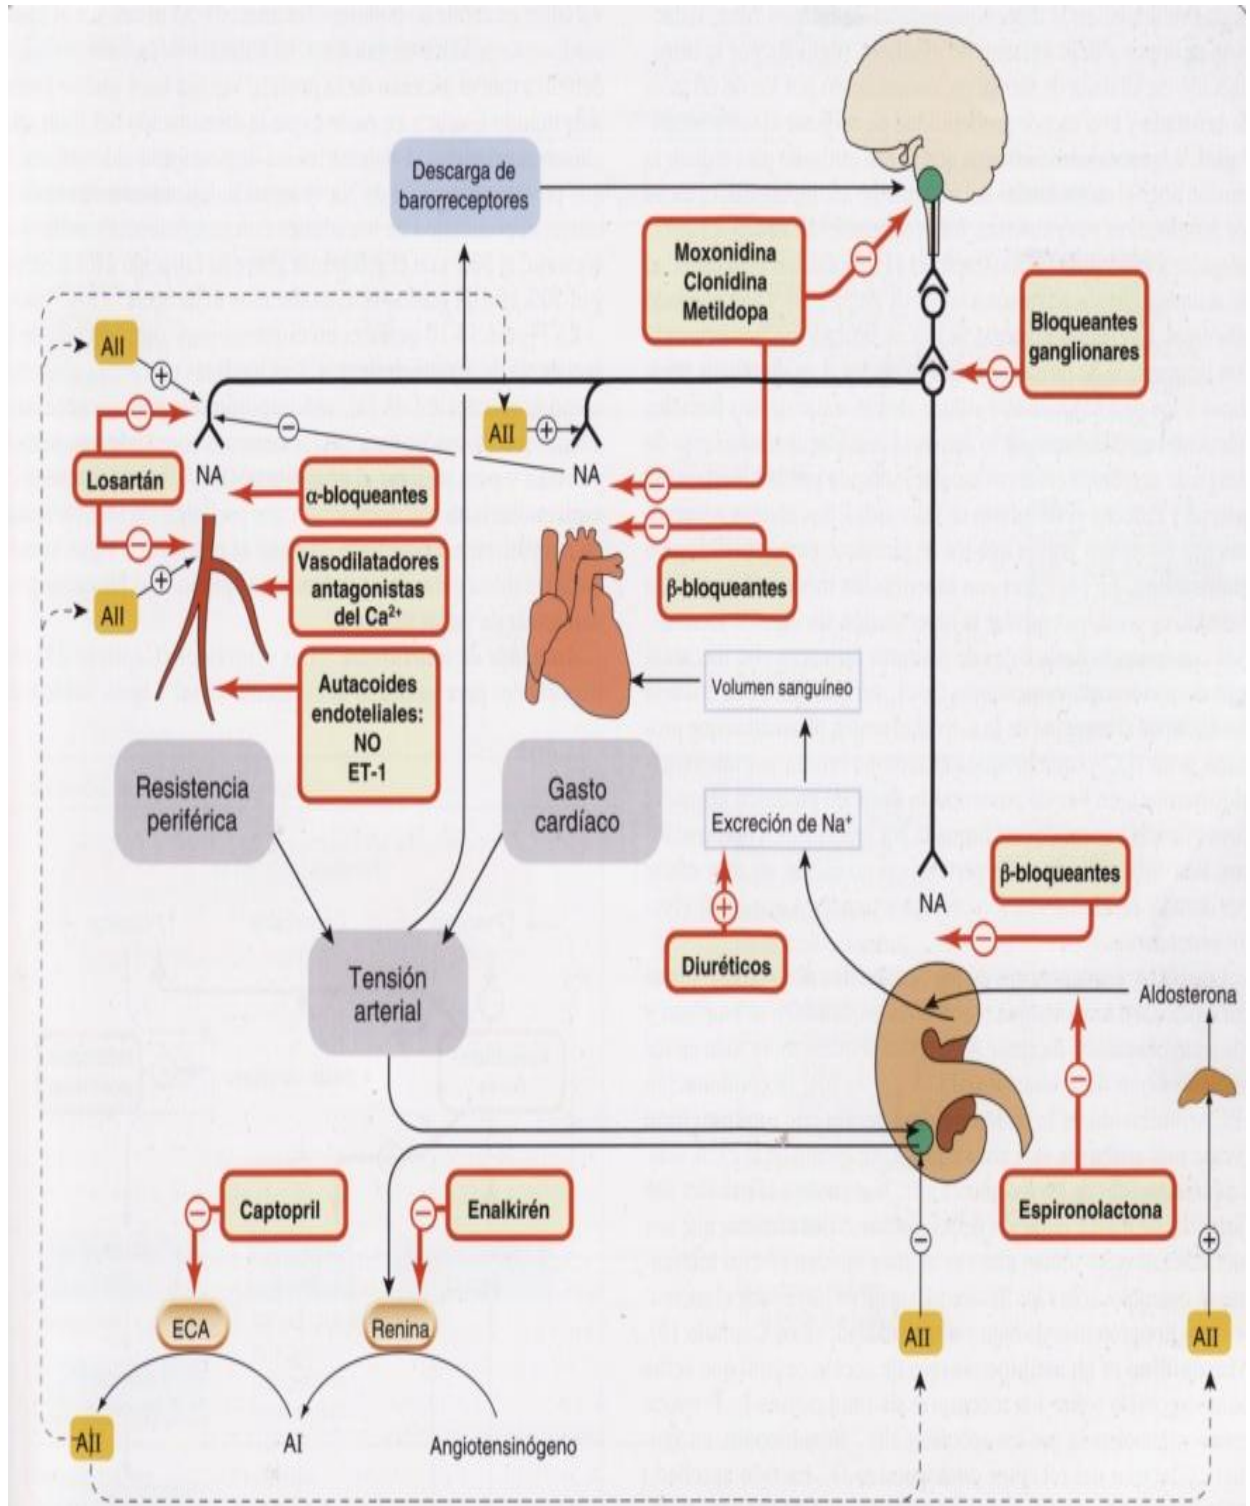 Descarga de
barorreceptores
Moxonidina
Clonidina
Metildopa
−
Bloqueantes
ganglionares
−
AII
+
−
Losartán
NA
−
AII
+
NA
α-bloqueantes
−
−
β-bloqueantes
−
AII
+
Vasodilatadores
antagonistas
del Ca²⁺
Autacoides
endoteliales:
NO
ET-1
Volumen sanguíneo
Resistencia
periférica
Gasto
cardíaco
Excreción de Na⁺
+
Diuréticos
NA
β-bloqueantes
−
Tensión
arterial
Aldosterona
−
Espironolactona
−
Captopril
−
Enalkirén
−
+
ECA
Renina
AII
AII
AII
AI
Angiotensinógeno